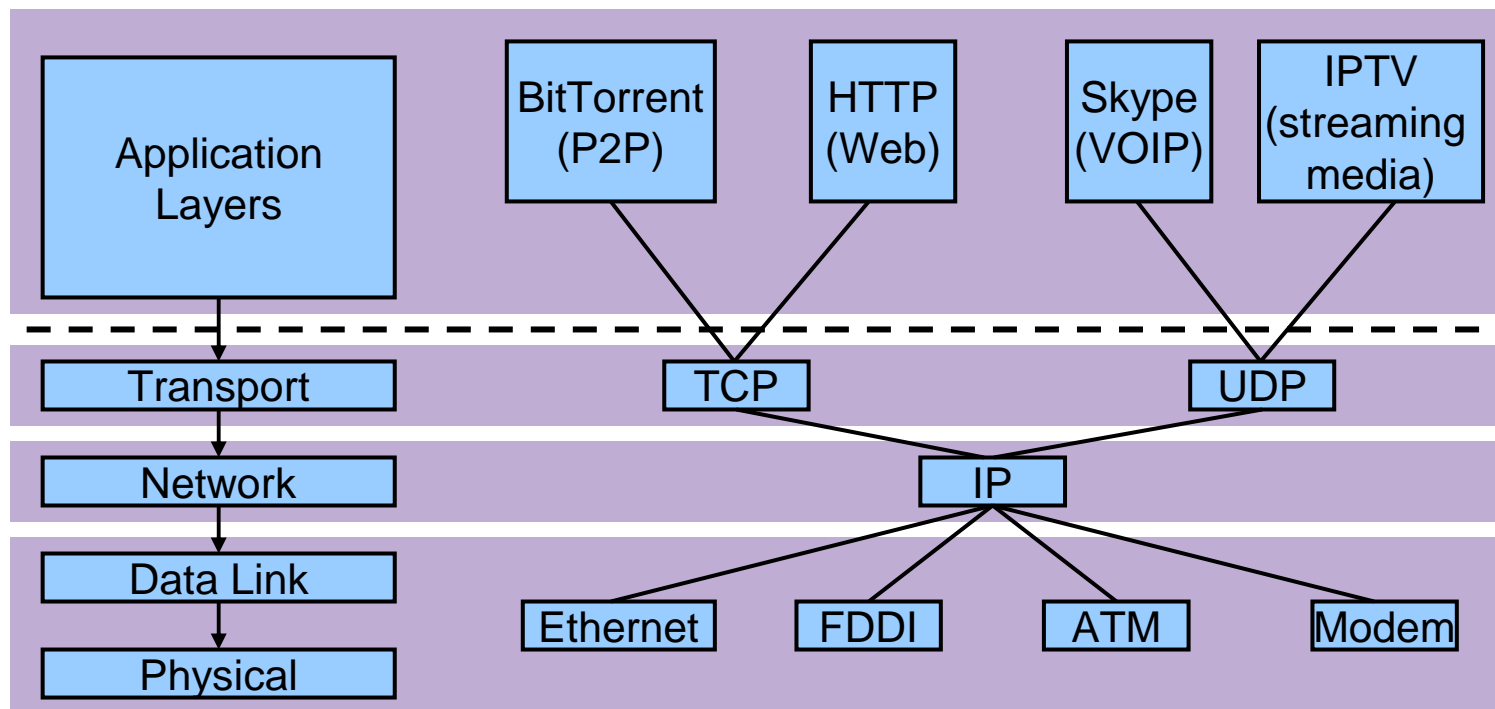 Application
Layers
BitTorrent
(P2P)
HTTP
(Web)
Skype
(VOIP)
IPTV
(streaming
media)
Transport
TCP
UDP
Network
IP
Data Link
Ethernet
FDDI
ATM
Modem
Physical